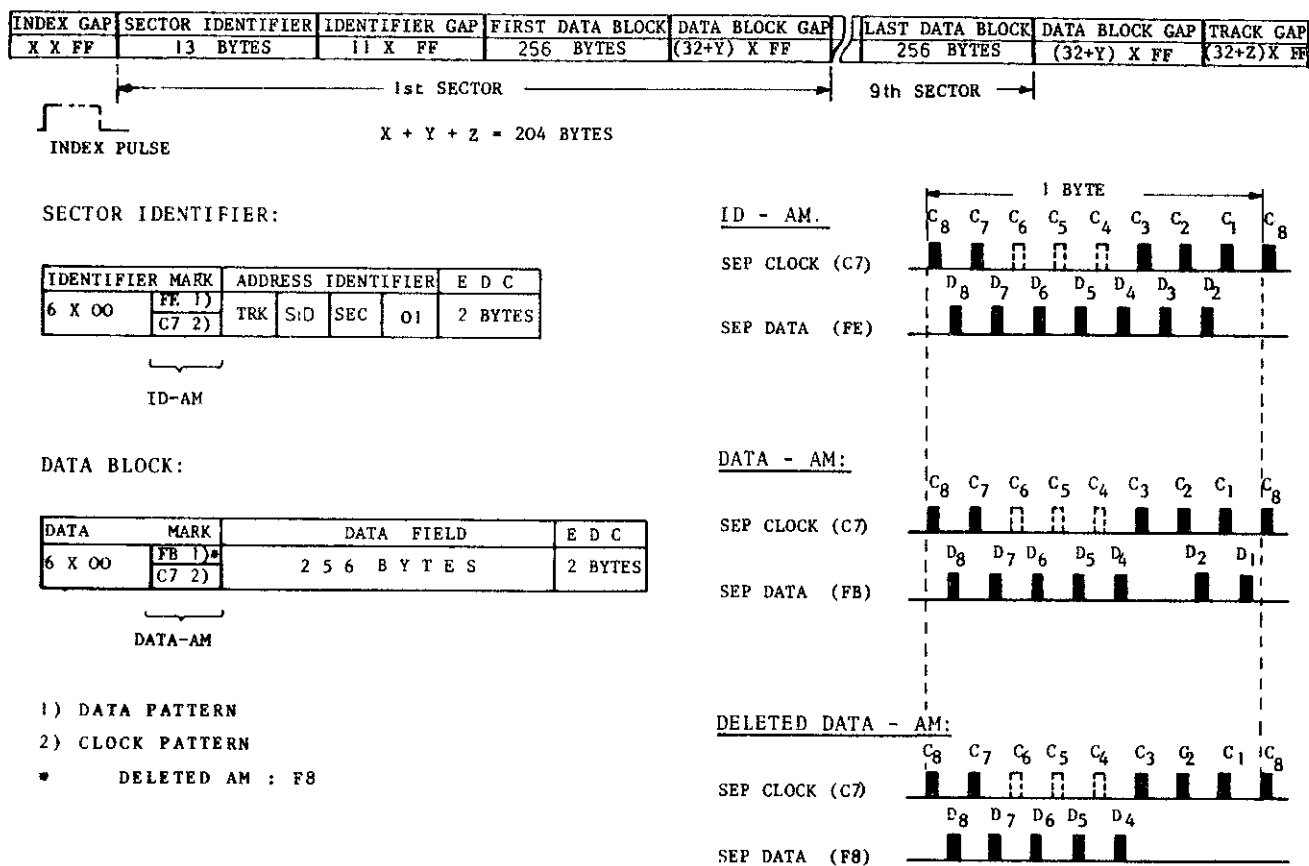 INDEX GAP SECTOR IDENTIFIER IDENTIFIER GAP FIRST DATA BLOCK DATA BLOCK GAP LAST DATA BLOCK DATA BLOCK GAP TRACK GAP
X X FF 13 BYTES 11 X FF 256 BYTES (32+Y) X FF 256 BYTES (32+Y) X FF (32+Z) X FF
1st SECTOR 9th SECTOR
X + Y + Z = 204 BYTES
INDEX PULSE
SECTOR IDENTIFIER:
IDENTIFIER MARK ADDRESS IDENTIFIER E D C
6 X 00 FE 1) TRK SID SEC 01 2 BYTES
C7 2)
ID-AM
DATA BLOCK:
DATA MARK DATA FIELD E D C
6 X 00 FB 1)* 2 5 6 B Y T E S 2 BYTES
C7 2)
DATA-AM
1) DATA PATTERN
2) CLOCK PATTERN
* DELETED AM : F8
1 BYTE
ID - AM.
C8 C7 C6 C5 C4 C3 C2 C1 C8
SEP CLOCK (C7)
D8 D7 D6 D5 D4 D3 D2
SEP DATA (FE)
DATA - AM:
C8 C7 C6 C5 C4 C3 C2 C1 C8
SEP CLOCK (C7)
D8 D7 D6 D5 D4 D2 D1
SEP DATA (FB)
DELETED DATA - AM:
C8 C7 C6 C5 C4 C3 C2 C1 C8
SEP CLOCK (C7)
D8 D7 D6 D5 D4
SEP DATA (F8)